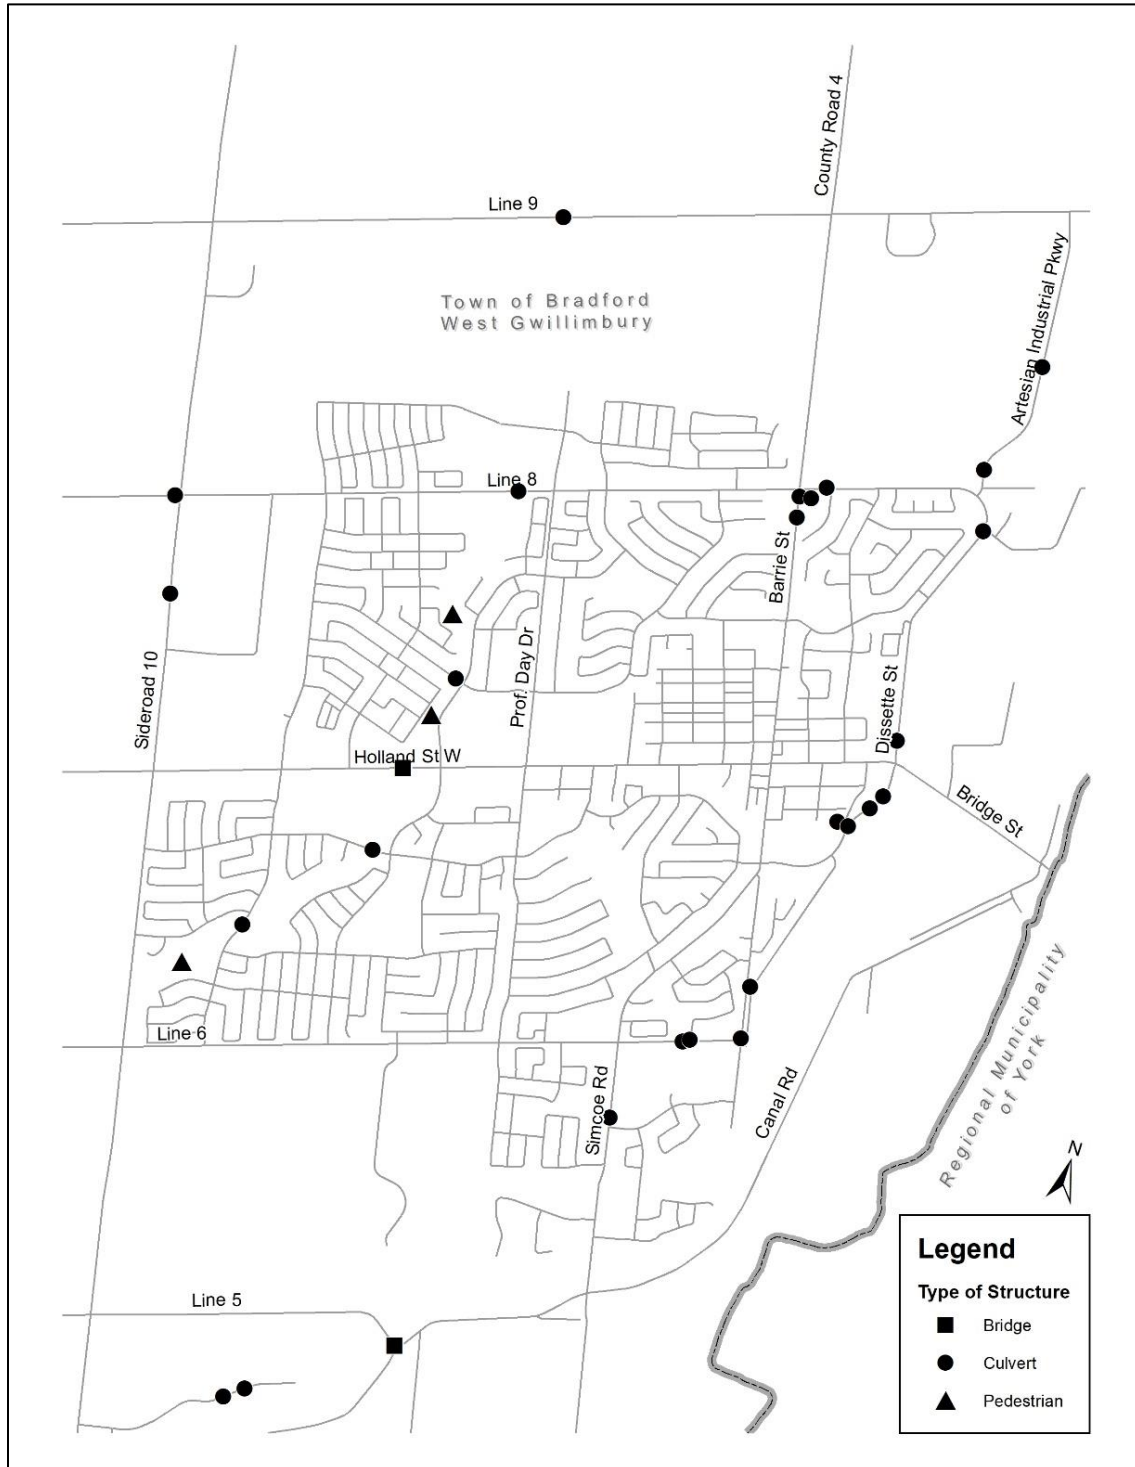 County Road 4
Line 9
Artesian Industrial Pkwy
Town of Bradford
West Gwillimbury
Line 8
Barrie St
Prof. Day Dr
Sideroad 10
Dissette St
Holland St W
Bridge St
Line 6
Simcoe Rd
Canal Rd
Regional Municipality
of York
N
Line 5
Legend
Type of Structure
Bridge
Culvert
Pedestrian